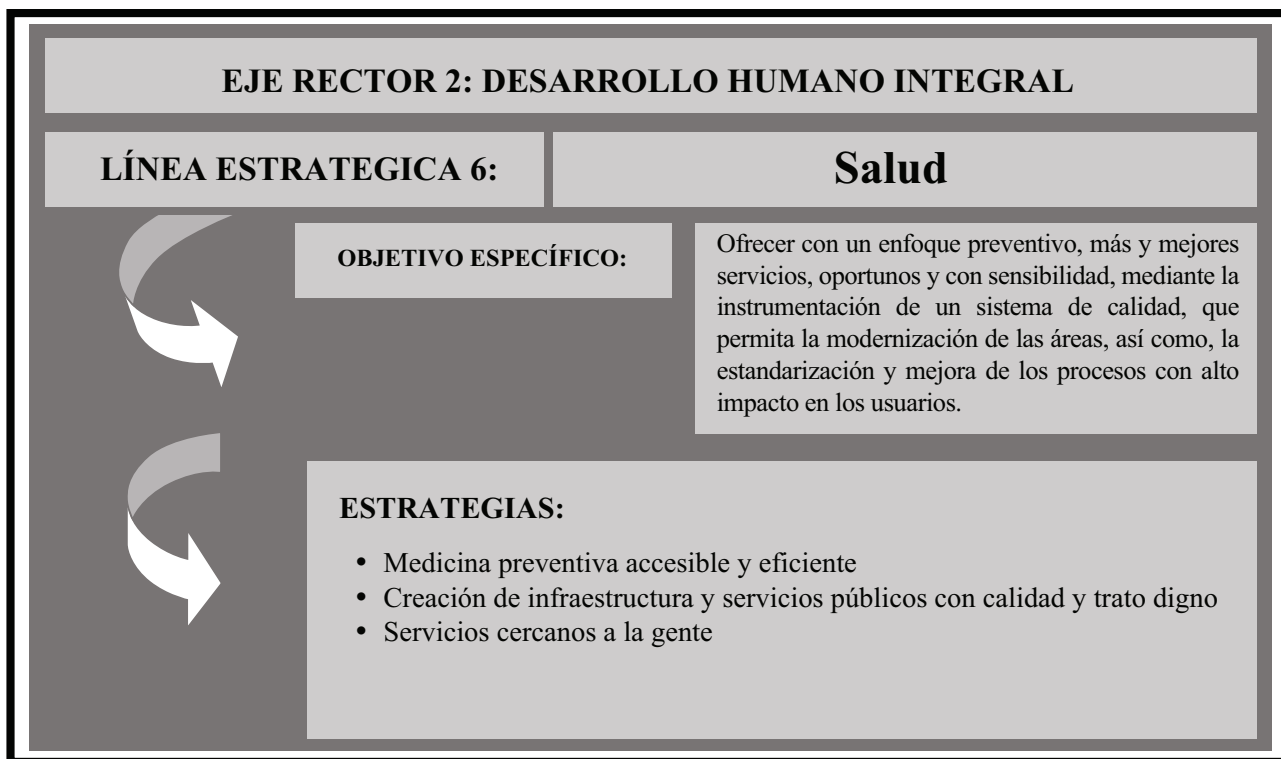 EJE RECTOR 2: DESARROLLO HUMANO INTEGRAL
LÍNEA ESTRATEGICA 6:
Salud
OBJETIVO ESPECÍFICO:
Ofrecer con un enfoque preventivo, más y mejores
servicios, oportunos y con sensibilidad, mediante la
instrumentación de un sistema de calidad, que
permita la modernización de las áreas, así como, la
estandarización y mejora de los procesos con alto
impacto en los usuarios.
ESTRATEGIAS:
• Medicina preventiva accesible y eficiente
• Creación de infraestructura y servicios públicos con calidad y trato digno
• Servicios cercanos a la gente